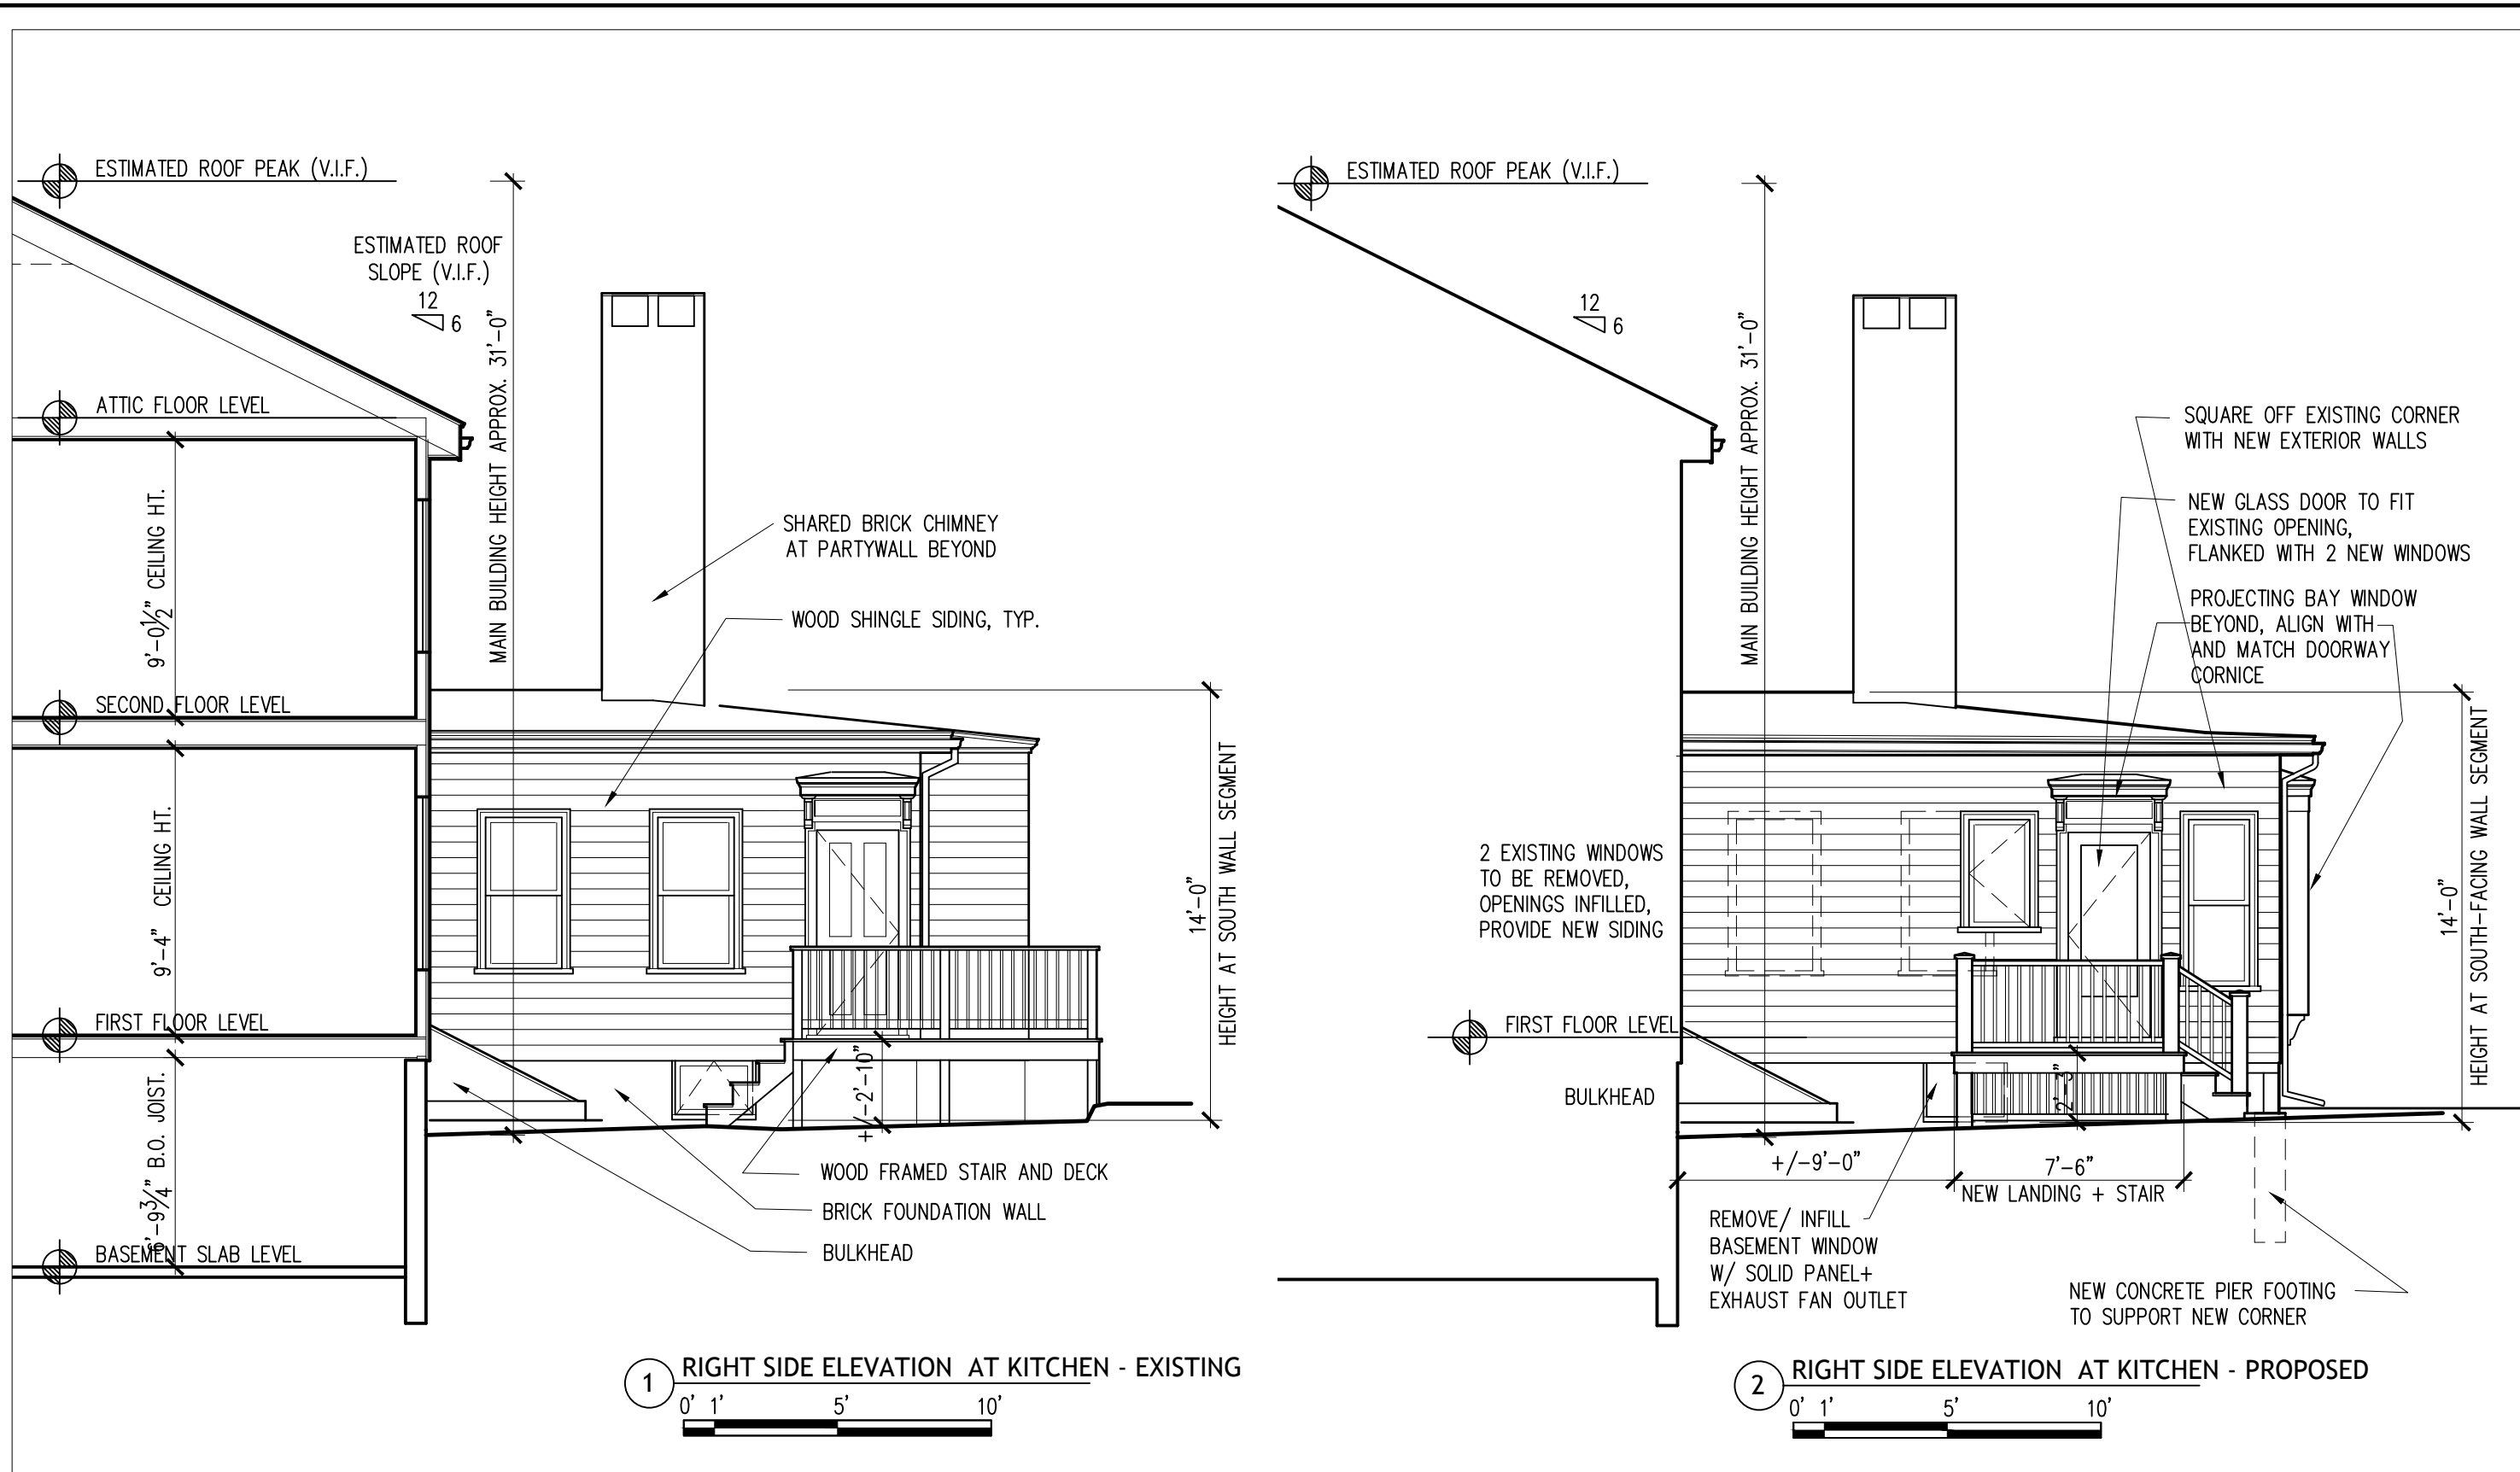 ESTIMATED ROOF PEAK (V.I.F.)
ESTIMATED ROOF
SLOPE (V.I.F.)
12
6
MAIN BUILDING HEIGHT APPROX. 31'-0"
ATTIC FLOOR LEVEL
9'-0½" CEILING HT.
SHARED BRICK CHIMNEY
AT PARTYWALL BEYOND
WOOD SHINGLE SIDING, TYP.
SECOND FLOOR LEVEL
9'-4" CEILING HT.
14'-0"
HEIGHT AT SOUTH WALL SEGMENT
FIRST FLOOR LEVEL
+/-2'-10"
6'-9¾" B.O. JOIST.
BASEMENT SLAB LEVEL
WOOD FRAMED STAIR AND DECK
BRICK FOUNDATION WALL
BULKHEAD
1
RIGHT SIDE ELEVATION AT KITCHEN - EXISTING
0' 1' 5' 10'
ESTIMATED ROOF PEAK (V.I.F.)
12
6
MAIN BUILDING HEIGHT APPROX. 31'-0"
SQUARE OFF EXISTING CORNER
WITH NEW EXTERIOR WALLS
NEW GLASS DOOR TO FIT
EXISTING OPENING,
FLANKED WITH 2 NEW WINDOWS
PROJECTING BAY WINDOW
BEYOND, ALIGN WITH
AND MATCH DOORWAY
CORNICE
2 EXISTING WINDOWS
TO BE REMOVED,
OPENINGS INFILLED,
PROVIDE NEW SIDING
14'-0"
HEIGHT AT SOUTH-FACING WALL SEGMENT
FIRST FLOOR LEVEL
BULKHEAD
2'-3"
+/-9'-0"
7'-6"
NEW LANDING + STAIR
REMOVE/ INFILL
BASEMENT WINDOW
W/ SOLID PANEL+
EXHAUST FAN OUTLET
NEW CONCRETE PIER FOOTING
TO SUPPORT NEW CORNER
2
RIGHT SIDE ELEVATION AT KITCHEN - PROPOSED
0' 1' 5' 10'